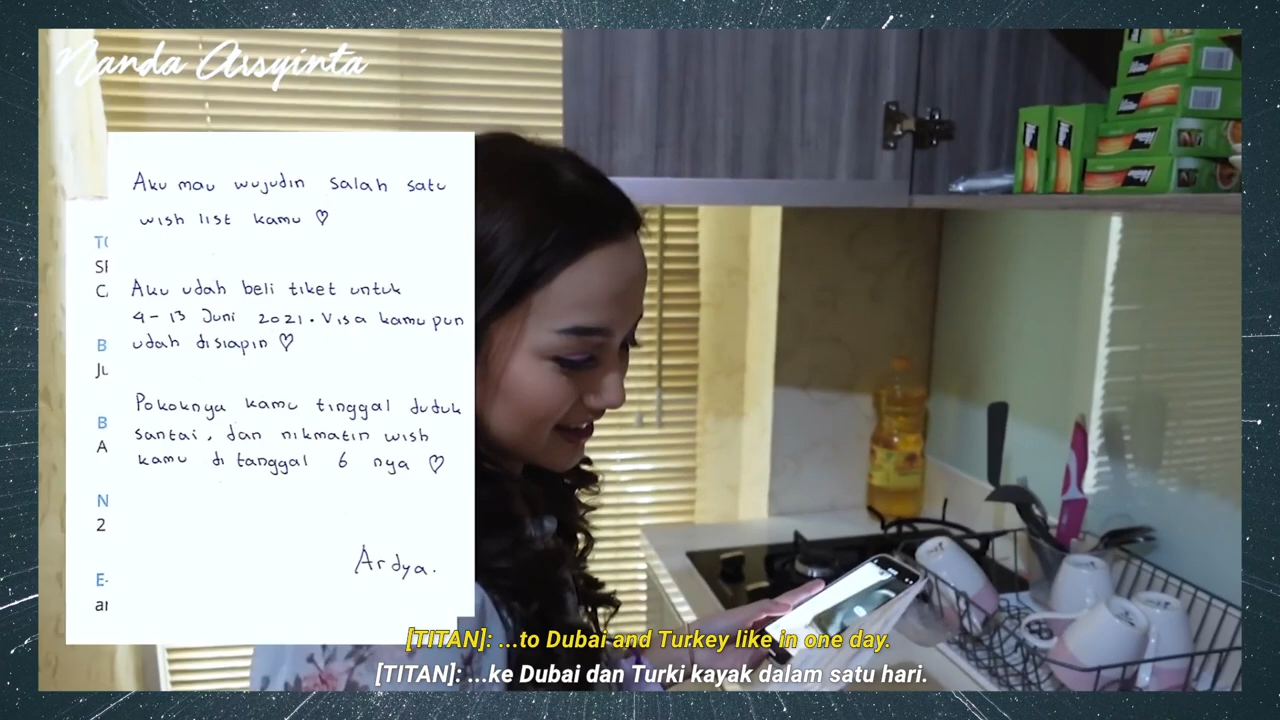 Nanda Arsyinta
Aku mau wujudin salah satu
wish list kamu ♡
Aku udah beli tiket untuk
4 - 13 Juni 2021. Visa kamu pun
udah disiapin ♡
Pokoknya kamu tinggal duduk
santai, dan nikmatin wish
kamu di tanggal 6 nya ♡
Ardya.
B
Ju
B
A
N
2
E-
[TITAN]: ...to Dubai and Turkey like in one day.
[TITAN]: ...ke Dubai dan Turki kayak dalam satu hari.